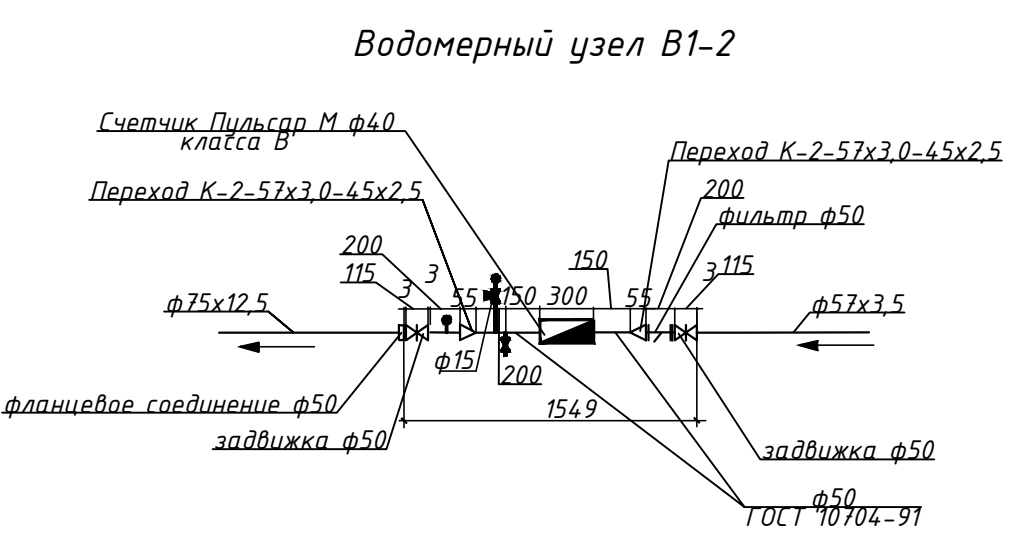 Водомерный узел В1-2
Счетчик Пульсар М ф40
класса В
Переход К-2-57х3,0-45х2,5
Переход К-2-57х3,0-45х2,5
200
фильтр ф50
200
115
3
3
55
150
300
150
55
3
115
ф75х12,5
ф57х3,5
ф15
200
фланцевое соединение ф50
1549
задвижка ф50
задвижка ф50
ф50
ГОСТ 10704-91